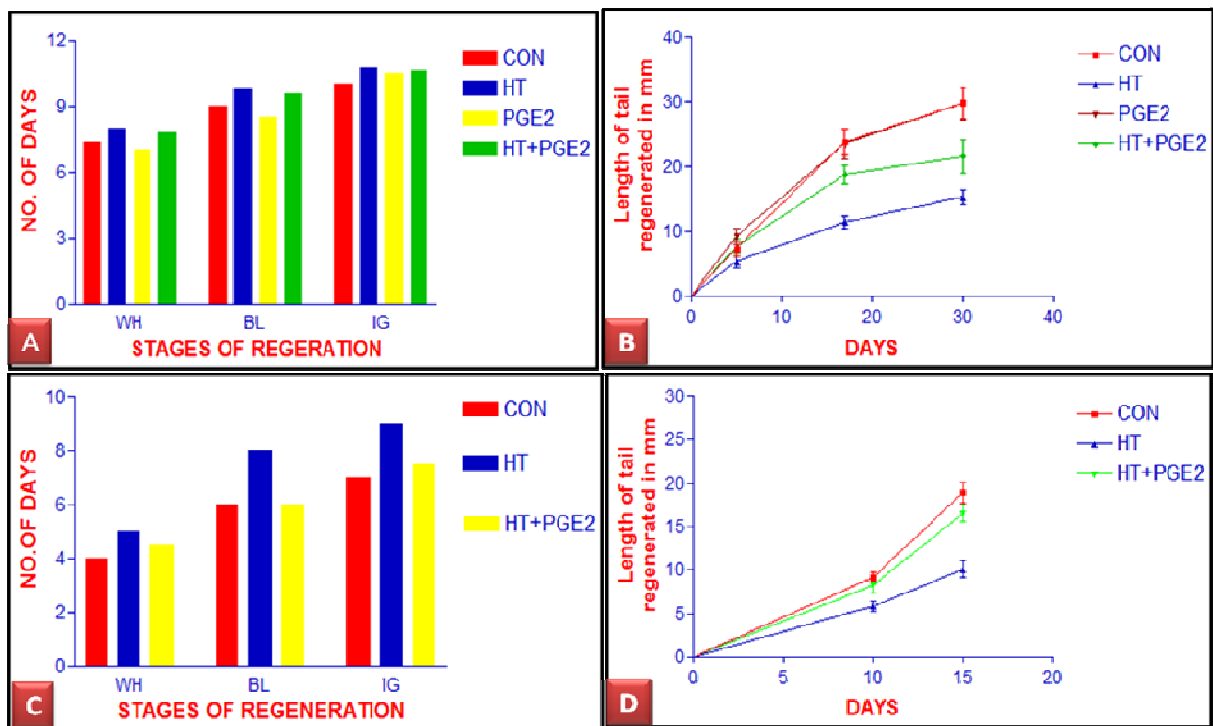 NO. OF DAYS
12
9
6
3
0
WH BL IG
STAGES OF REGERATION
CON
HT
PGE2
HT+PGE2
A
Length of tail
regenerated in mm
40
30
20
10
0
0 10 20 30 40
DAYS
CON
HT
PGE2
HT+PGE2
B
NO.OF DAYS
10
8
6
4
2
0
WH BL IG
STAGES OF REGENERATION
CON
HT
HT+PGE2
C
Length of tail
regenerated in mm
30
25
20
15
10
5
0
0 5 10 15 20
DAYS
CON
HT
HT+PGE2
D